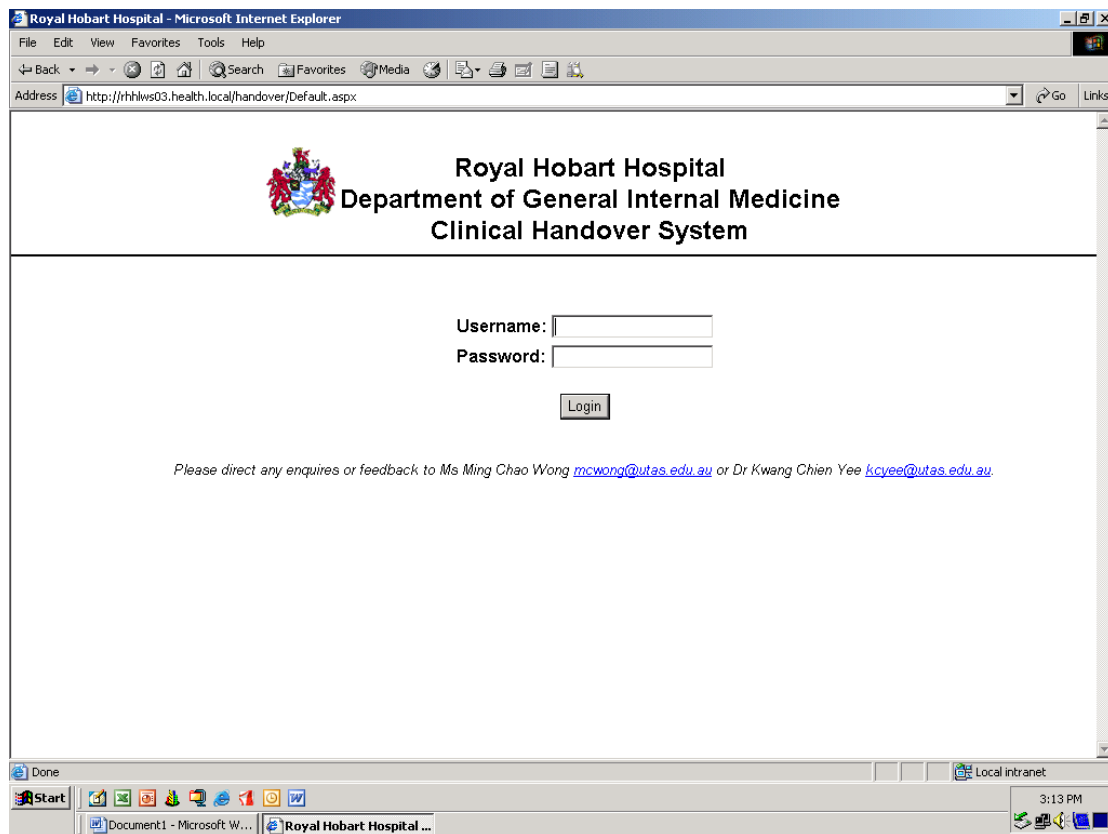 Royal Hobart Hospital - Microsoft Internet Explorer
File Edit View Favorites Tools Help
Back Search Favorites Media
Address http://rhhlws03.health.local/handover/Default.aspx Go Links
Royal Hobart Hospital
Department of General Internal Medicine
Clinical Handover System
Username:
Password:
Login
Please direct any enquires or feedback to Ms Ming Chao Wong mcwong@utas.edu.au or Dr Kwang Chien Yee kcyee@utas.edu.au.
Done Local intranet
Start 3:13 PM
Document1 - Microsoft W... Royal Hobart Hospital ...